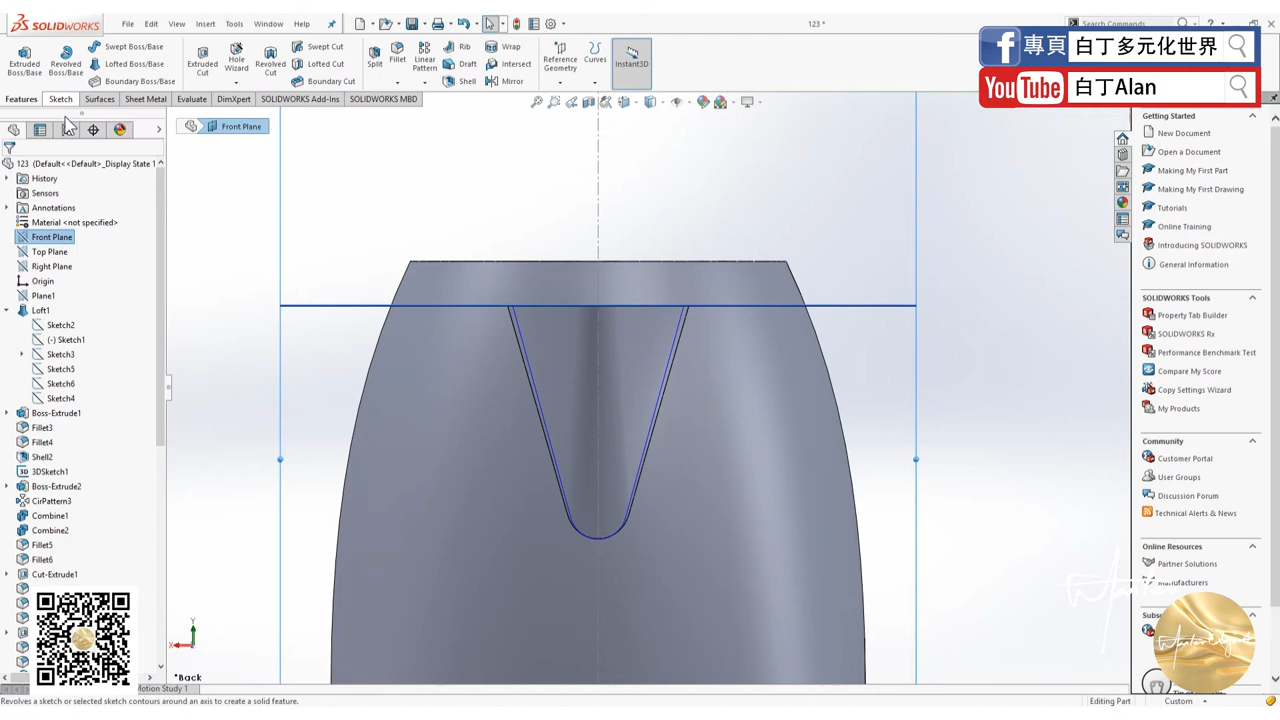 SOLIDWORKS
File
Edit
View
Insert
Tools
Window
Help
123 *
Search Commands
專頁 白丁多元化世界
YouTube 白丁Alan
Extruded Boss/Base
Revolved Boss/Base
Swept Boss/Base
Lofted Boss/Base
Boundary Boss/Base
Extruded Cut
Hole Wizard
Revolved Cut
Swept Cut
Lofted Cut
Boundary Cut
Split
Fillet
Linear Pattern
Rib
Draft
Shell
Wrap
Intersect
Mirror
Reference Geometry
Curves
Instant3D
Features
Sketch
Surfaces
Sheet Metal
Evaluate
DimXpert
SOLIDWORKS Add-Ins
SOLIDWORKS MBD
Front Plane
123 (Default<<Default>_Display State 1
History
Sensors
Annotations
Material <not specified>
Front Plane
Top Plane
Right Plane
Origin
Plane1
Loft1
Sketch2
(-) Sketch1
Sketch3
Sketch5
Sketch6
Sketch4
Boss-Extrude1
Fillet3
Fillet4
Shell2
3DSketch1
Boss-Extrude2
CirPattern3
Combine1
Combine2
Fillet5
Fillet6
Cut-Extrude1
Y
X
*Back
Motion Study 1
Getting Started
New Document
Open a Document
Making My First Part
Making My First Drawing
Tutorials
Online Training
Introducing SOLIDWORKS
General Information
SOLIDWORKS Tools
Property Tab Builder
SOLIDWORKS Rx
Performance Benchmark Test
Compare My Score
Copy Settings Wizard
My Products
Community
Customer Portal
User Groups
Discussion Forum
Technical Alerts & News
Online Resources
Partner Solutions
Manufacturers
Revolves a sketch or selected sketch contours around an axis to create a solid feature.
Editing Part
Custom